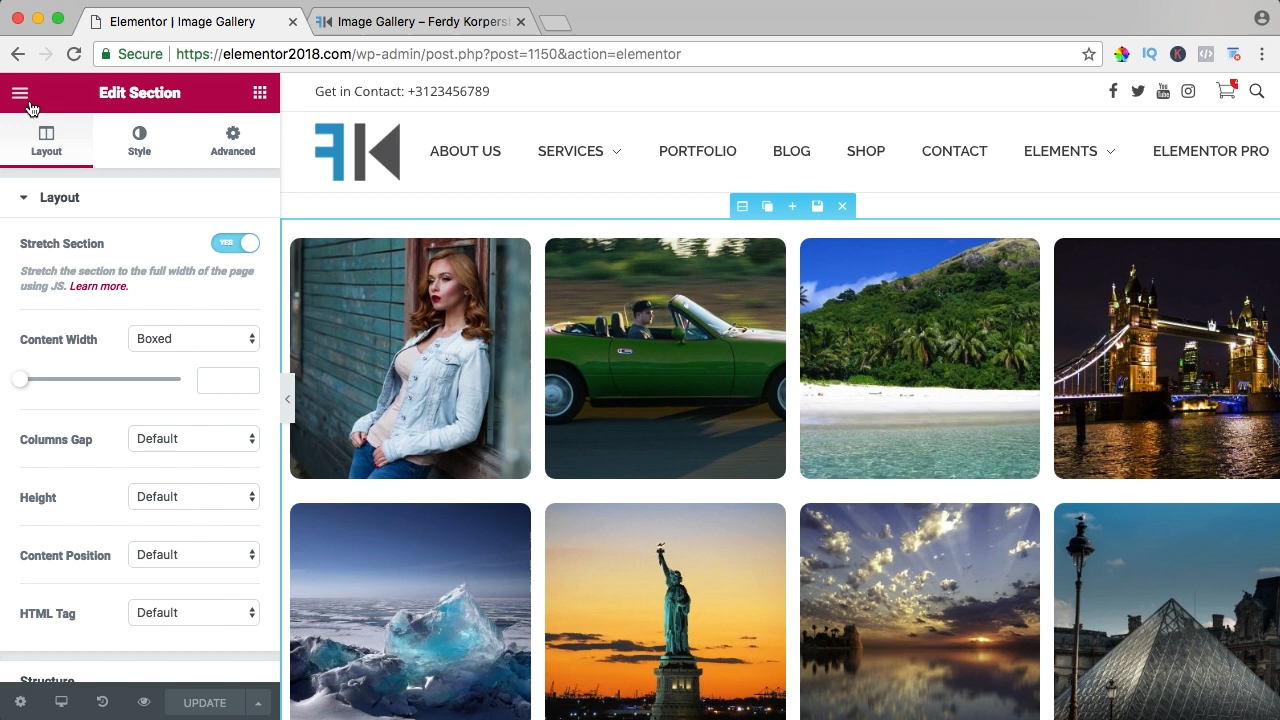 Elementor | Image Gallery
Image Gallery – Ferdy Korpers
Secure
https://elementor2018.com/wp-admin/post.php?post=1150&action=elementor
Edit Section
Get in Contact: +3123456789
Layout
Style
Advanced
FK
ABOUT US
SERVICES
PORTFOLIO
BLOG
SHOP
CONTACT
ELEMENTS
ELEMENTOR PRO
Layout
Stretch Section
YES
Stretch the section to the full width of the page
using JS. Learn more.
Content Width
Boxed
Columns Gap
Default
Height
Default
Content Position
Default
HTML Tag
Default
Structure
UPDATE